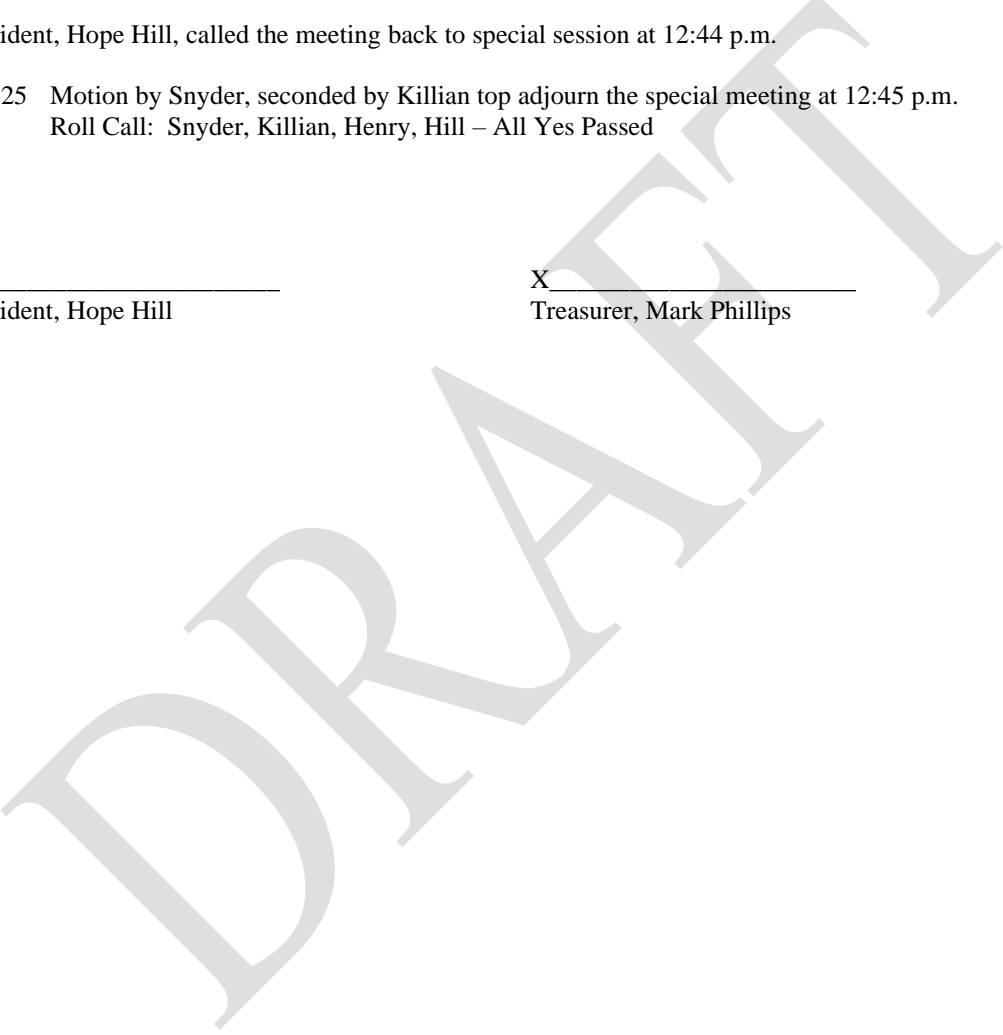 ident, Hope Hill, called the meeting back to special session at 12:44 p.m.
25 Motion by Snyder, seconded by Killian top adjourn the special meeting at 12:45 p.m.
Roll Call: Snyder, Killian, Henry, Hill – All Yes Passed
_____________________ X_______________________
ident, Hope Hill Treasurer, Mark Phillips
DRAFT